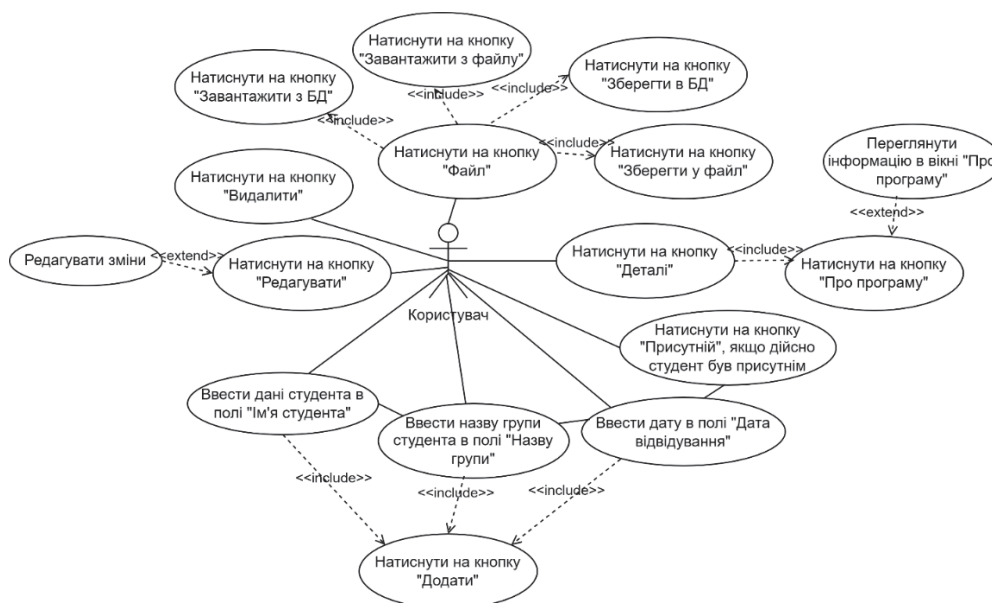 Натиснути на кнопку
"Завантажити з файлу"
Натиснути на кнопку
"Завантажити з БД"
Натиснути на кнопку
"Зберегти в БД"
<<include>>
<<include>>
<<include>>
<<include>>
Натиснути на кнопку
"Файл"
Натиснути на кнопку
"Зберегти у файл"
Переглянути
інформацію в вікні "Про
програму"
Натиснути на кнопку
"Видалити"
<<extend>>
Редагувати зміни
<<extend>>
Натиснути на кнопку
"Редагувати"
Натиснути на кнопку
"Деталі"
<<include>>
Натиснути на кнопку
"Про програму"
Користувач
Натиснути на кнопку
"Присутній", якщо дійсно
студент був присутнім
Ввести дані студента в
полі "Ім'я студента"
Ввести назву групи
студента в полі "Назву
групи"
Ввести дату в полі "Дата
відвідування"
<<include>>
<<include>>
<<include>>
Натиснути на кнопку
"Додати"